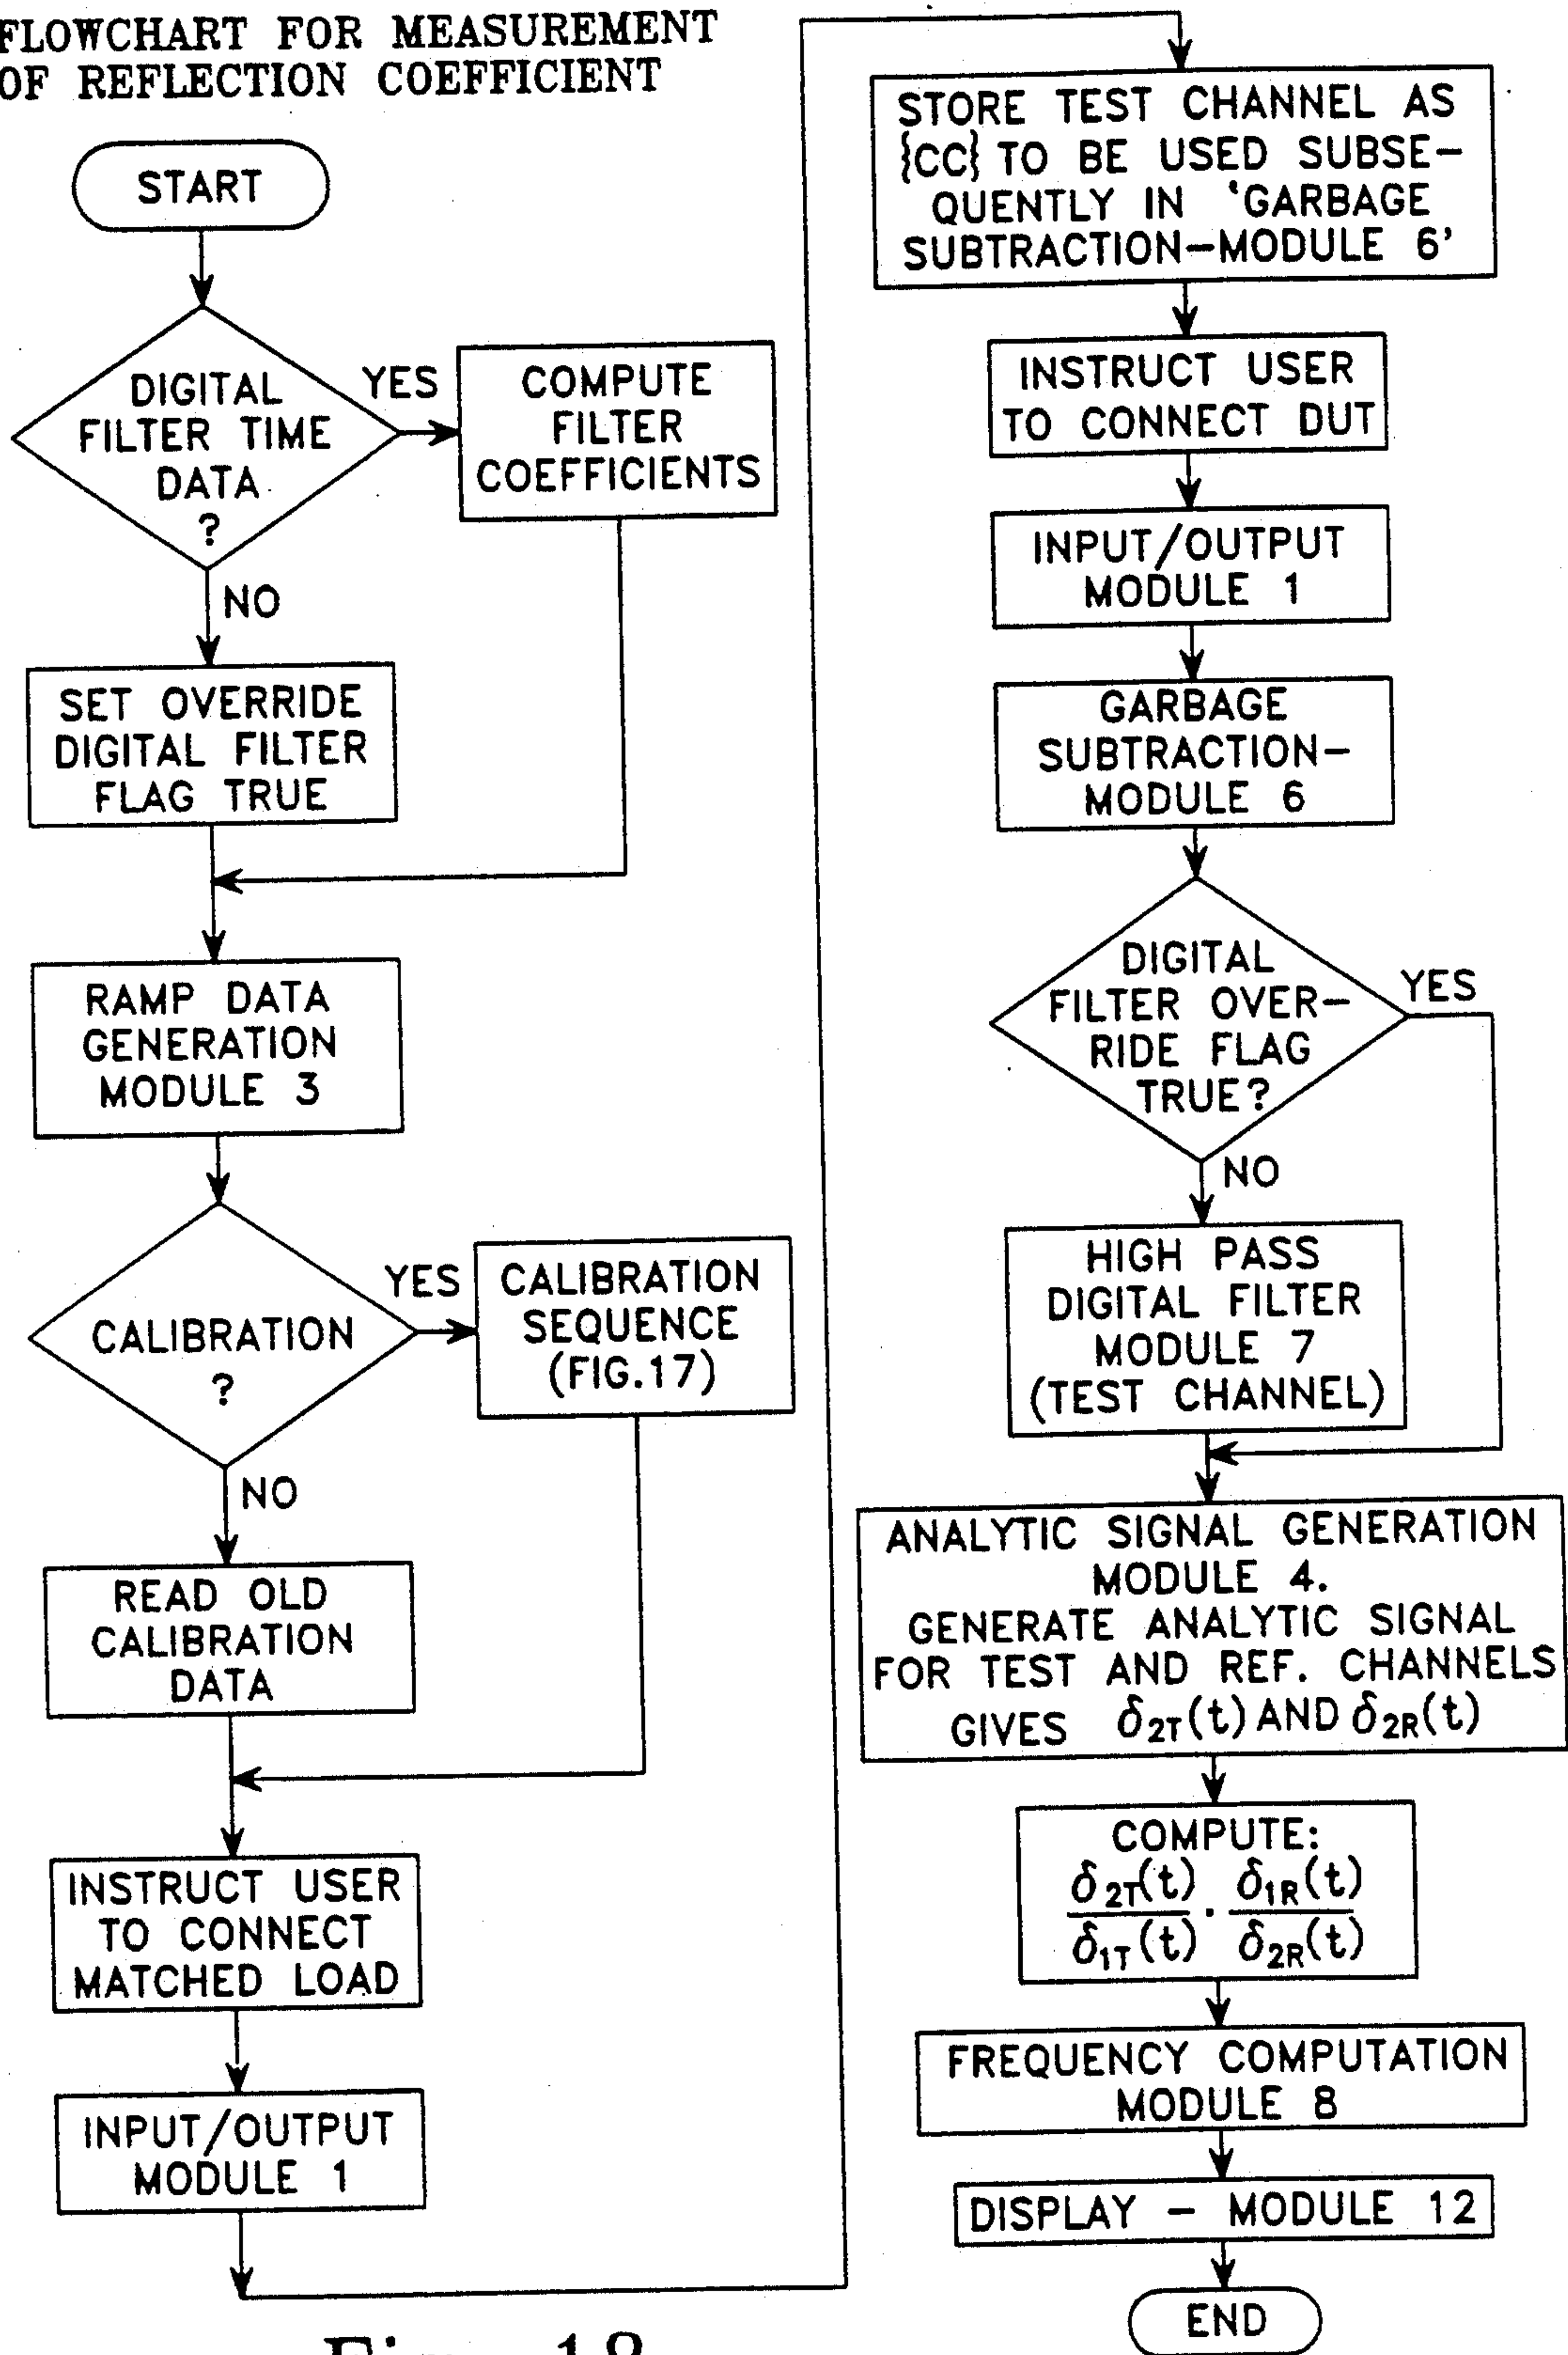 FLOWCHART FOR MEASUREMENT
OF REFLECTION COEFFICIENT
START
DIGITAL
FILTER TIME
DATA
?
YES
COMPUTE
FILTER
COEFFICIENTS
NO
SET OVERRIDE
DIGITAL FILTER
FLAG TRUE
RAMP DATA
GENERATION
MODULE 3
CALIBRATION
?
YES
CALIBRATION
SEQUENCE
(FIG.17)
NO
READ OLD
CALIBRATION
DATA
INSTRUCT USER
TO CONNECT
MATCHED LOAD
INPUT/OUTPUT
MODULE 1
STORE TEST CHANNEL AS
{CC} TO BE USED SUBSE-
QUENTLY IN 'GARBAGE
SUBTRACTION-MODULE 6'
INSTRUCT USER
TO CONNECT DUT
INPUT/OUTPUT
MODULE 1
GARBAGE
SUBTRACTION-
MODULE 6
DIGITAL
FILTER OVER-
RIDE FLAG
TRUE?
YES
NO
HIGH PASS
DIGITAL FILTER
MODULE 7
(TEST CHANNEL)
ANALYTIC SIGNAL GENERATION
MODULE 4.
GENERATE ANALYTIC SIGNAL
FOR TEST AND REF. CHANNELS
GIVES δ2T(t) AND δ2R(t)
COMPUTE:
δ2T(t) · δ1R(t)
δ1T(t) δ2R(t)
FREQUENCY COMPUTATION
MODULE 8
DISPLAY - MODULE 12
END